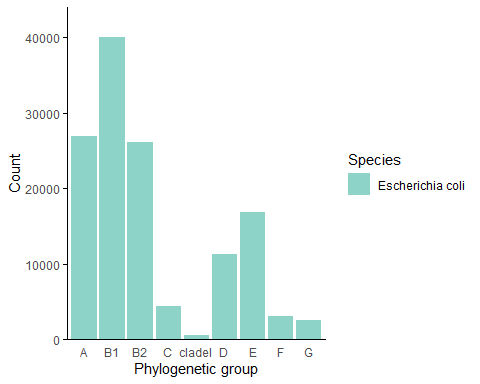 Count
40000
30000
20000
10000
0
A B1 B2 C cladeI D E F G
Phylogenetic group
Species
Escherichia coli